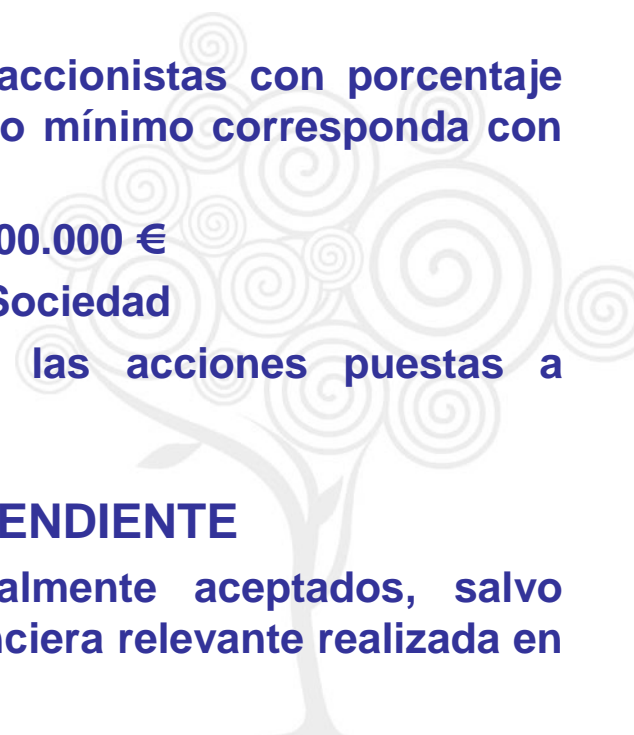 accionistas con porcentaje
o mínimo corresponda con
00.000 €
Sociedad
las acciones puestas a
ENDIENTE
almente aceptados, salvo
nciera relevante realizada en